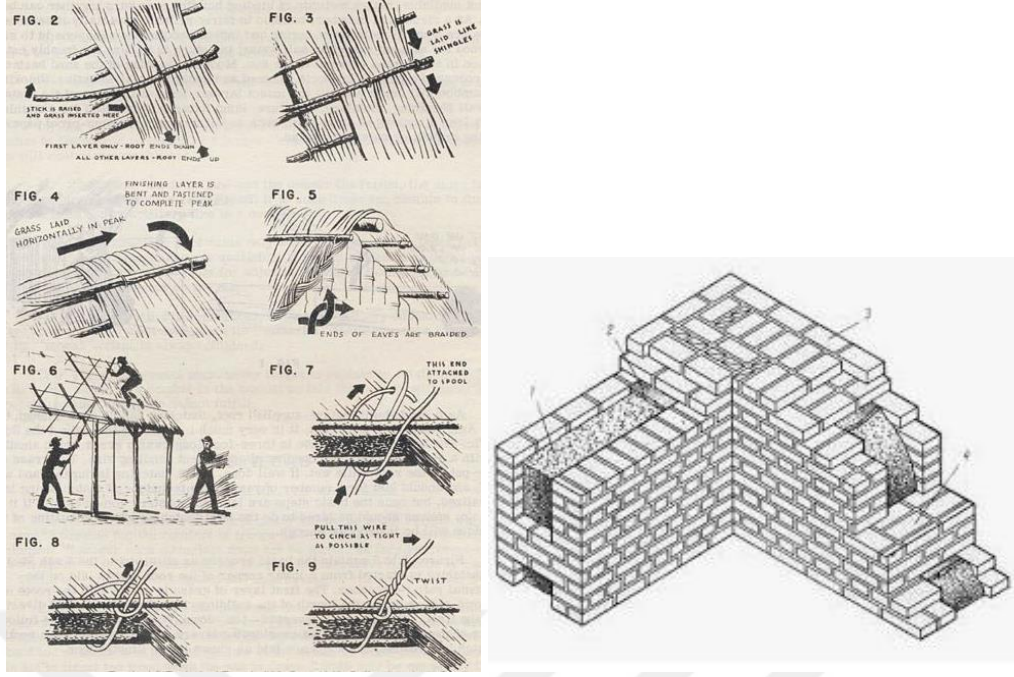 FIG. 2
STICK IS RAISED
AND GRASS INSERTED HERE
FIRST LAYER ONLY - ROOT ENDS DOWN
ALL OTHER LAYERS - ROOT ENDS UP
FIG. 3
GRASS IS
LAID LIKE
SHINGLES
FIG. 4
GRASS LAID
HORIZONTALLY IN PEAK
FINISHING LAYER IS
BENT AND FASTENED
TO COMPLETE PEAK
FIG. 5
ENDS OF EAVES ARE BRAIDED
FIG. 6
FIG. 7
THIS END
ATTACHED
TO SPOOL
FIG. 8
PULL THIS WIRE
TO CINCH AS TIGHT
AS POSSIBLE
FIG. 9
TWIST
1
2
3
4